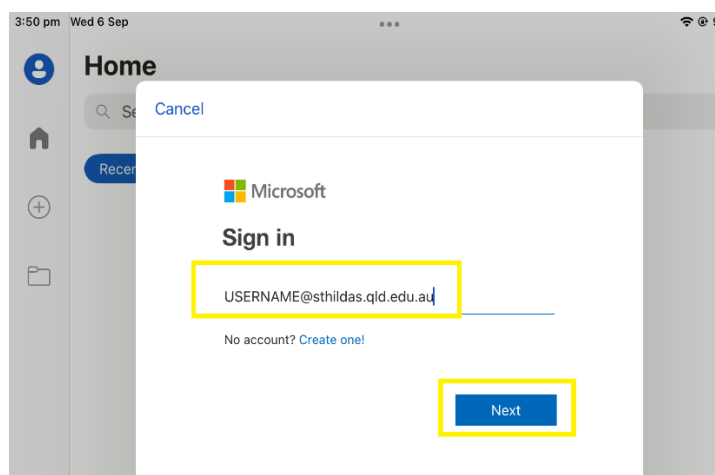 3:50 pm Wed 6 Sep
Home
Cancel
Recen
Microsoft
Sign in
USERNAME@sthildas.qld.edu.au
No account? Create one!
Next